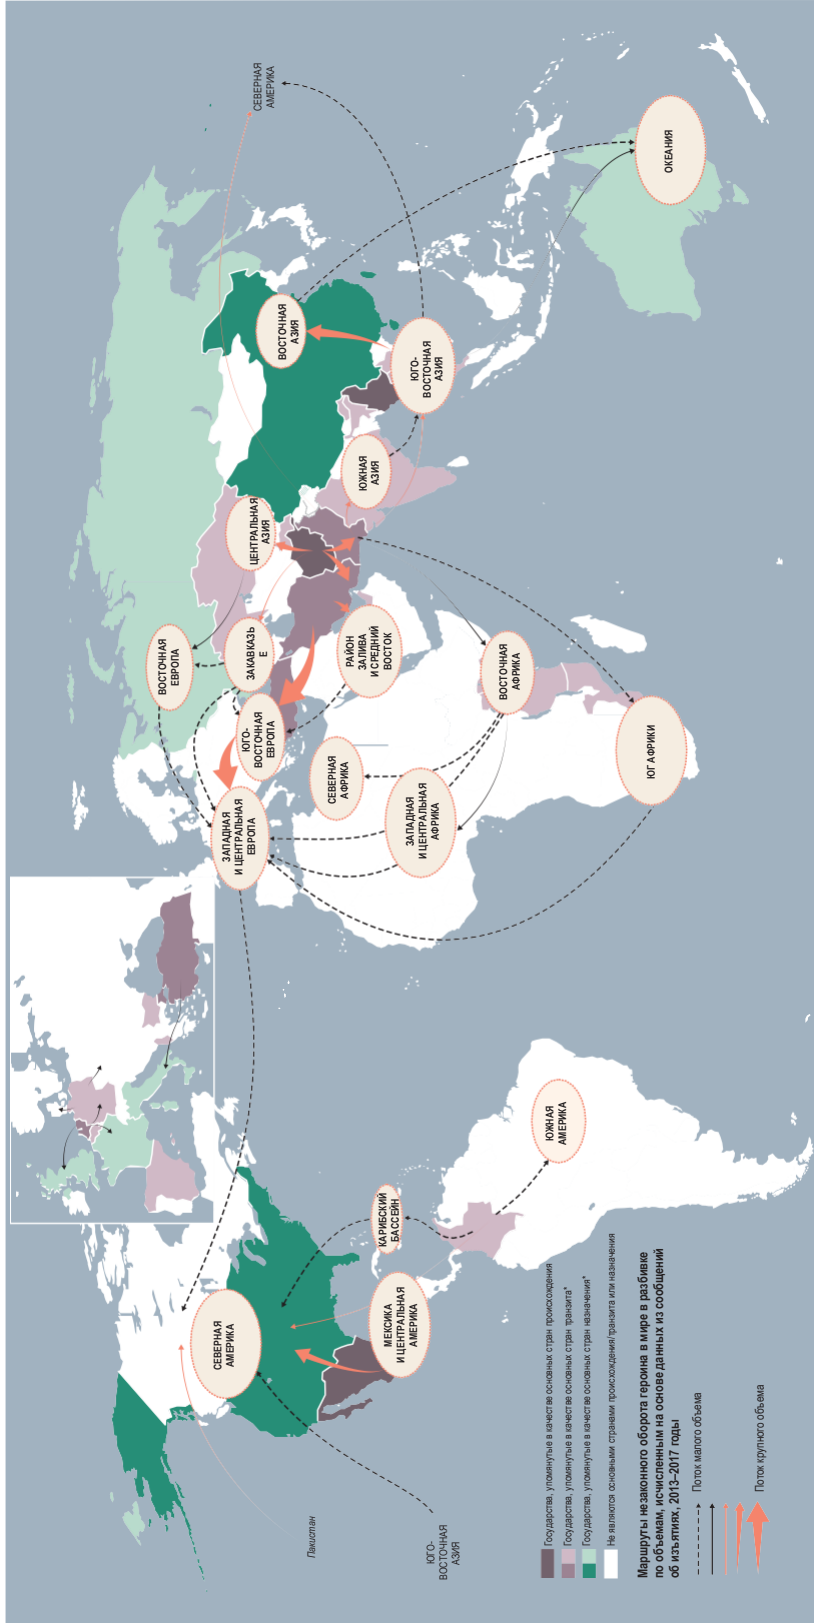 СЕВЕРНАЯ
АМЕРИКА
ОКЕАНИЯ
ВОСТОЧНАЯ
АЗИЯ
ЮГО-
ВОСТОЧНАЯ
АЗИЯ
ЮЖНАЯ
АЗИЯ
ЦЕНТРАЛЬНАЯ
АЗИЯ
ВОСТОЧНАЯ
ЕВРОПА
ЗАКАВКАЗЬ
Е
РАЙОН
ЗАЛИВА
И СРЕДНИЙ
ВОСТОК
ВОСТОЧНАЯ
АФРИКА
ЮГО-
ВОСТОЧНАЯ
ЕВРОПА
СЕВЕРНАЯ
АФРИКА
ЮГ АФРИКИ
ЗАПАДНАЯ
И ЦЕНТРАЛЬНАЯ
ЕВРОПА
ЗАПАДНАЯ
И ЦЕНТРАЛЬНАЯ
АФРИКА
ЮЖНАЯ
АМЕРИКА
КАРИБСКИЙ
БАССЕЙН
СЕВЕРНАЯ
АМЕРИКА
МЕКСИКА
И ЦЕНТРАЛЬНАЯ
АМЕРИКА
Пакистан
ЮГО-
ВОСТОЧНАЯ
АЗИЯ
Государства, упомянутые в качестве основных стран происхождения
Государства, упомянутые в качестве основных стран транзита*
Государства, упомянутые в качестве основных стран назначения*
Не являются основными странами происхождения/транзита или назначения
Маршруты незаконного оборота героина в мире в разбивке
по объемам, исчисленным на основе данных из сообщений
об изъятиях, 2013–2017 годы
Поток малого объема
Поток крупного объема